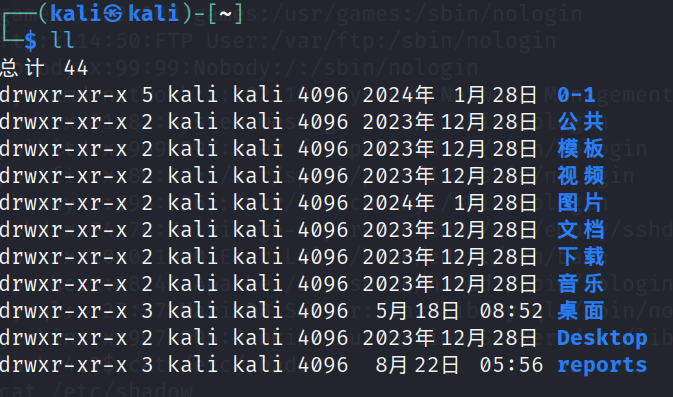 ┌──(kali㉿kali)-[~]
└─$ ll
总计 44
drwxr-xr-x 5 kali kali 4096 2024年 1月28日 0-1
drwxr-xr-x 2 kali kali 4096 2023年12月28日 公共
drwxr-xr-x 2 kali kali 4096 2023年12月28日 模板
drwxr-xr-x 2 kali kali 4096 2023年12月28日 视频
drwxr-xr-x 2 kali kali 4096 2024年 1月28日 图片
drwxr-xr-x 2 kali kali 4096 2023年12月28日 文档
drwxr-xr-x 2 kali kali 4096 2023年12月28日 下载
drwxr-xr-x 2 kali kali 4096 2023年12月28日 音乐
drwxr-xr-x 3 kali kali 4096 5月18日 08:52 桌面
drwxr-xr-x 2 kali kali 4096 2023年12月28日 Desktop
drwxr-xr-x 3 kali kali 4096 8月22日 05:56 reports
cat /etc/shadow